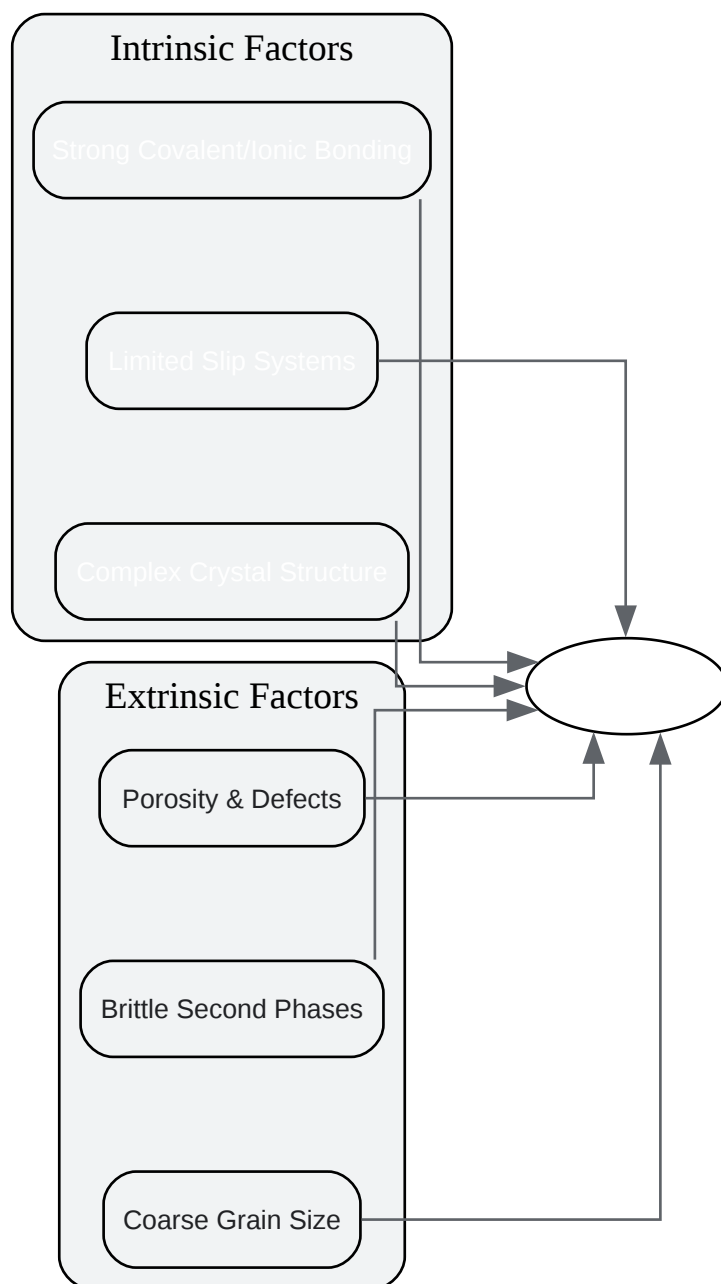 Intrinsic Factors
Strong Covalent/Ionic Bonding
Limited Slip Systems
Complex Crystal Structure
Extrinsic Factors
Porosity & Defects
Brittle Second Phases
Coarse Grain Size